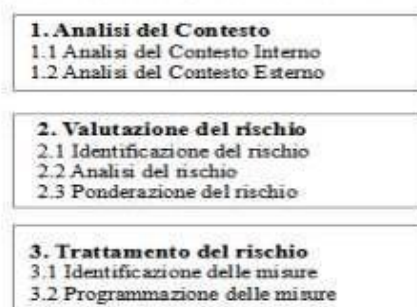 1. Analisi del Contesto
1.1 Analisi del Contesto Interno
1.2 Analisi del Contesto Esterno
2. Valutazione del rischio
2.1 Identificazione del rischio
2.2 Analisi del rischio
2.3 Ponderazione del rischio
3. Trattamento del rischio
3.1 Identificazione delle misure
3.2 Programmazione delle misure